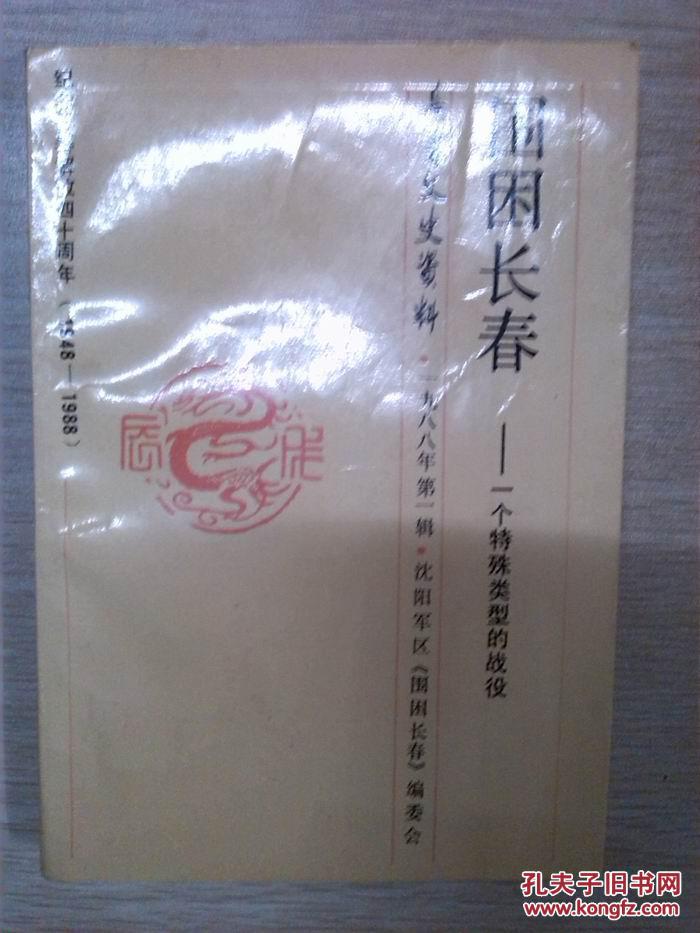 围困长春
——一个特殊类型的战役
文史资料·一九八八年第一辑·沈阳军区《围困长春》编委会
四十周年（1948—1988）
孔夫子旧书网
www.kongfz.com